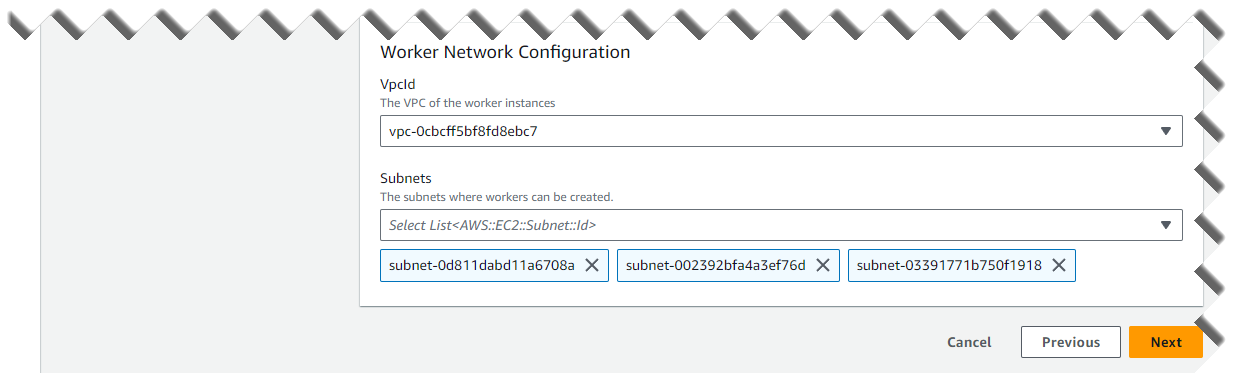 Worker Network Configuration
VpcId
The VPC of the worker instances
vpc-0cbcff5bf8fd8ebc7
Subnets
The subnets where workers can be created.
Select List<AWS::EC2::Subnet::Id>
subnet-0d811dabd11a6708a subnet-002392bfa4a3ef76d subnet-03391771b750f1918
Cancel Previous Next